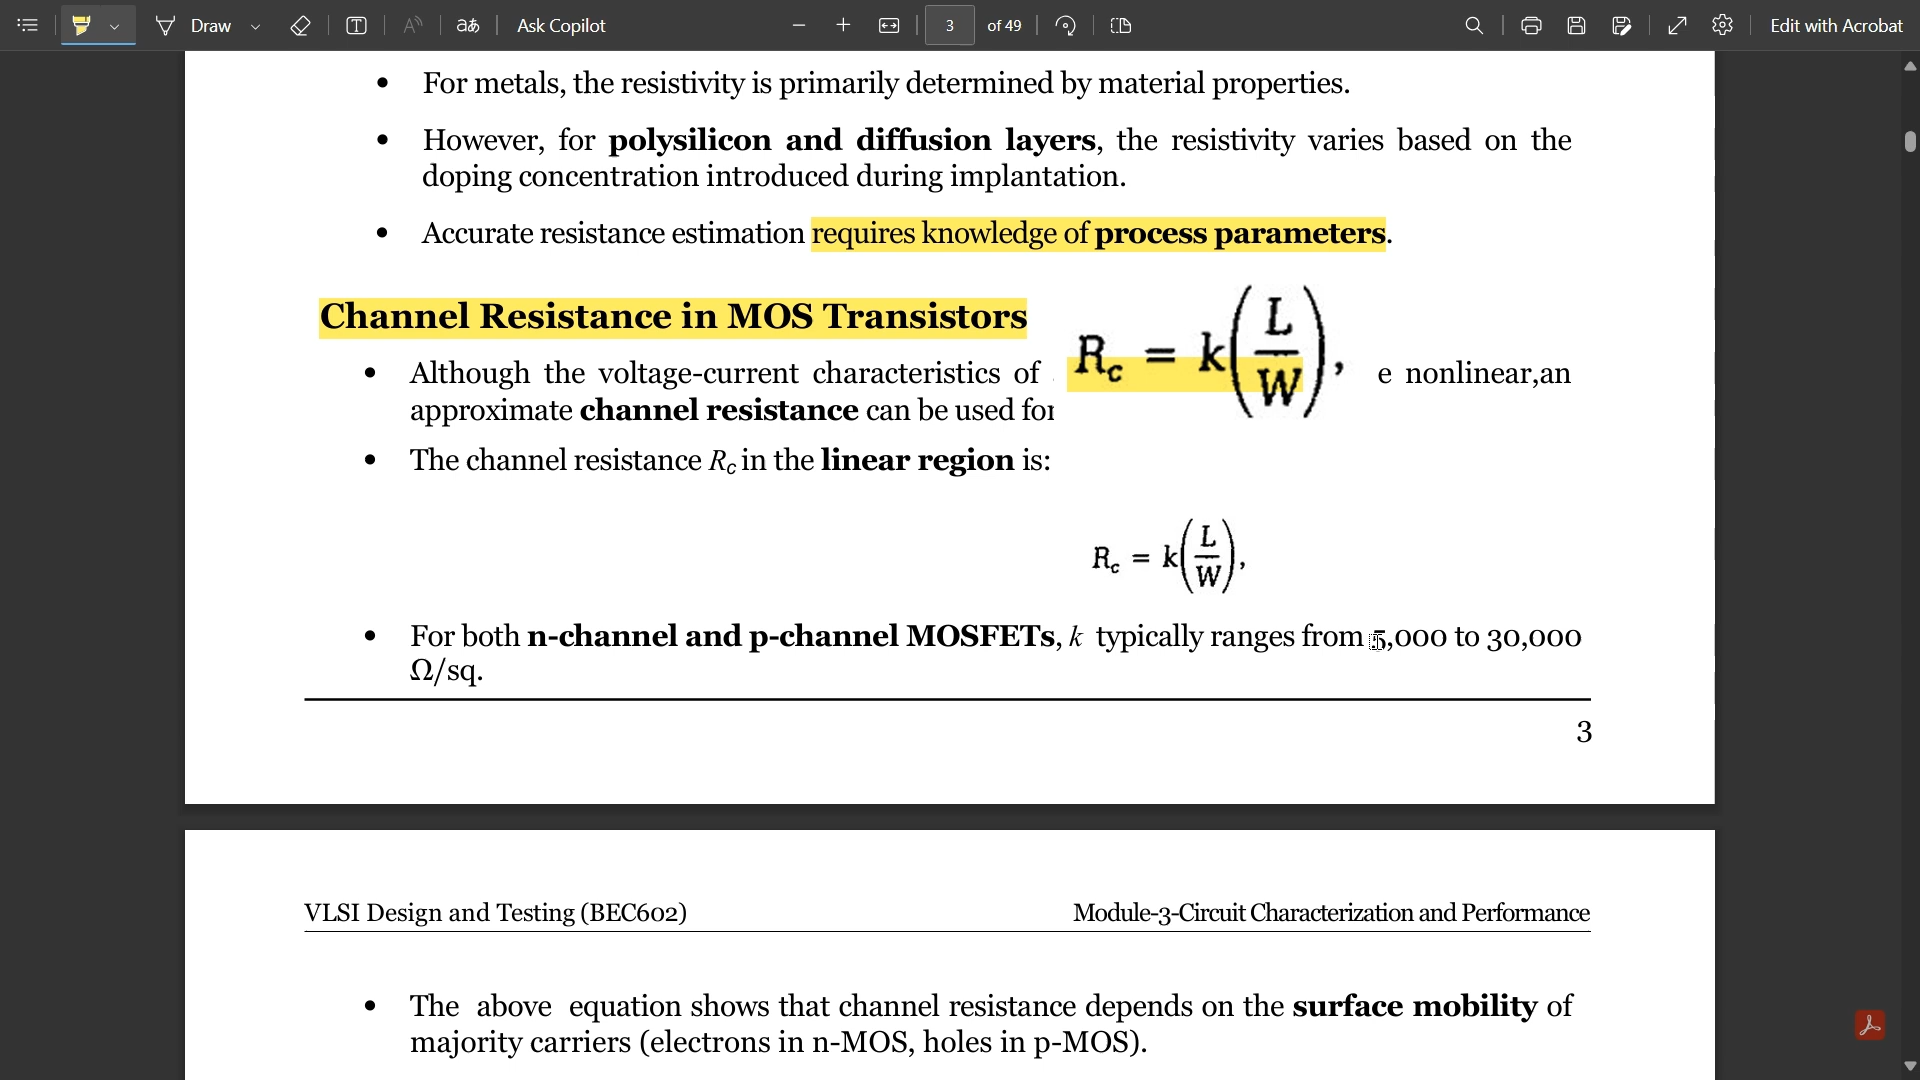 Draw
Ask Copilot
3 of 49
Edit with Acrobat
• For metals, the resistivity is primarily determined by material properties.
• However, for polysilicon and diffusion layers, the resistivity varies based on the
doping concentration introduced during implantation.
• Accurate resistance estimation requires knowledge of process parameters.
Channel Resistance in MOS Transistors
R_c = k(L/W),
• Although the voltage-current characteristics of e nonlinear,an
approximate channel resistance can be used for
• The channel resistance R_c in the linear region is:
R_c = k(L/W),
• For both n-channel and p-channel MOSFETs, k typically ranges from 5,000 to 30,000
Ω/sq.
3
VLSI Design and Testing (BEC602) Module-3-Circuit Characterization and Performance
• The above equation shows that channel resistance depends on the surface mobility of
majority carriers (electrons in n-MOS, holes in p-MOS).